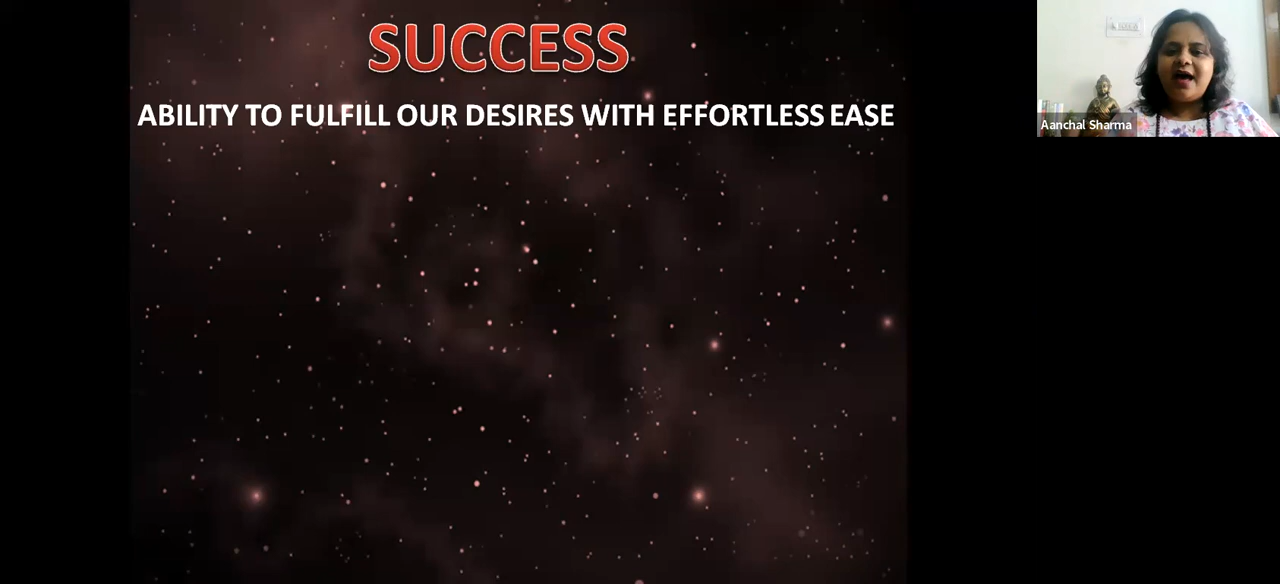 SUCCESS
ABILITY TO FULFILL OUR DESIRES WITH EFFORTLESS EASE
Aanchal Sharma